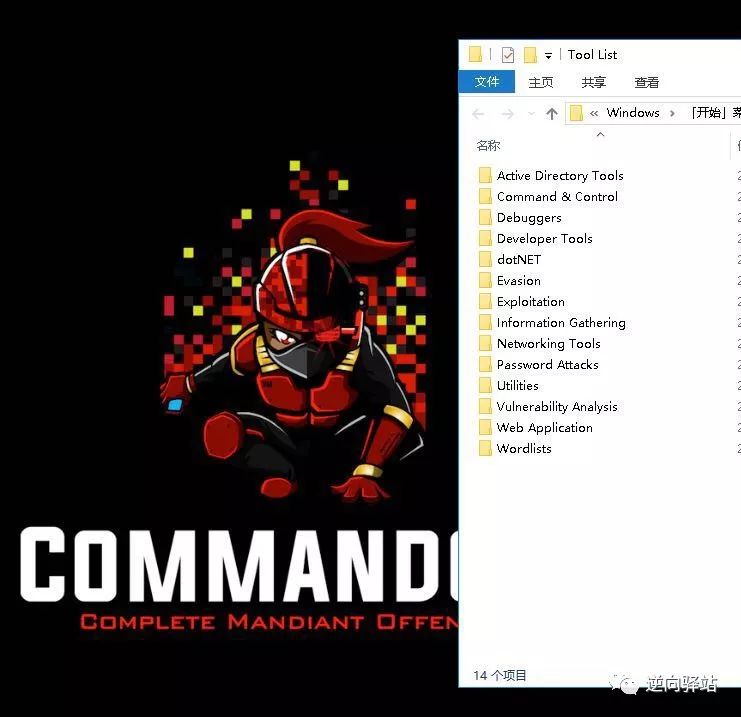 Tool List
文件 主页 共享 查看
« Windows › 「开始」菜
名称
Active Directory Tools
Command & Control
Debuggers
Developer Tools
dotNET
Evasion
Exploitation
Information Gathering
Networking Tools
Password Attacks
Utilities
Vulnerability Analysis
Web Application
Wordlists
COMMANDO
COMPLETE MANDIANT OFFEN
14 个项目
逆向驿站